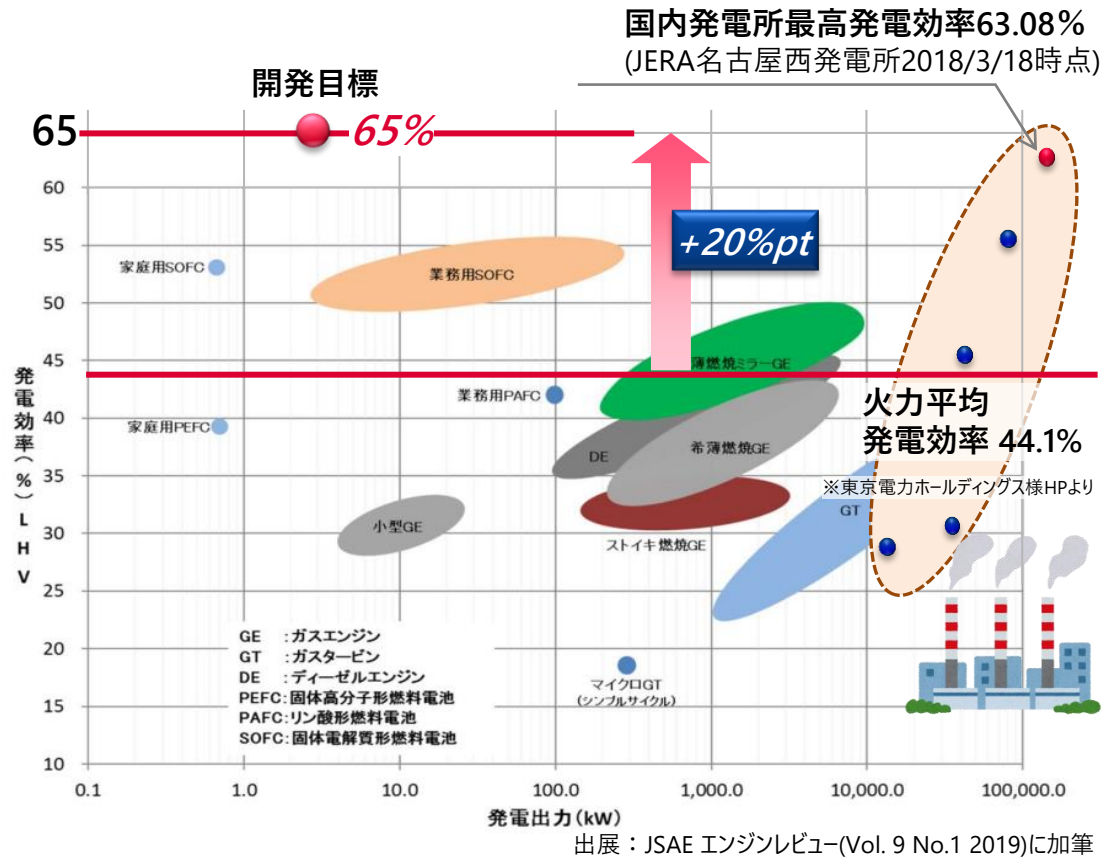 国内発電所最高発電効率63.08%
(JERA名古屋西発電所2018/3/18時点)
開発目標
65
65%
+20%pt
60
55
50
45
40
35
30
25
20
15
10
発電効率(%)LHV
家庭用SOFC
業務用SOFC
薄燃焼ミラーGE
業務用PAFC
家庭用PEFC
DE
希薄燃焼GE
火力平均
発電効率 44.1%
※東京電力ホールディングス様HPより
GT
小型GE
ストイキ燃焼GE
マイクロGT
(シンプルサイクル)
GE :ガスエンジン
GT :ガスタービン
DE :ディーゼルエンジン
PEFC:固体高分子形燃料電池
PAFC:リン酸形燃料電池
SOFC:固体電解質形燃料電池
0.1 1.0 10.0 100.0 1,000.0 10,000.0 100,000.0
発電出力(kW)
出展:JSAE エンジンレビュー(Vol. 9 No.1 2019)に加筆